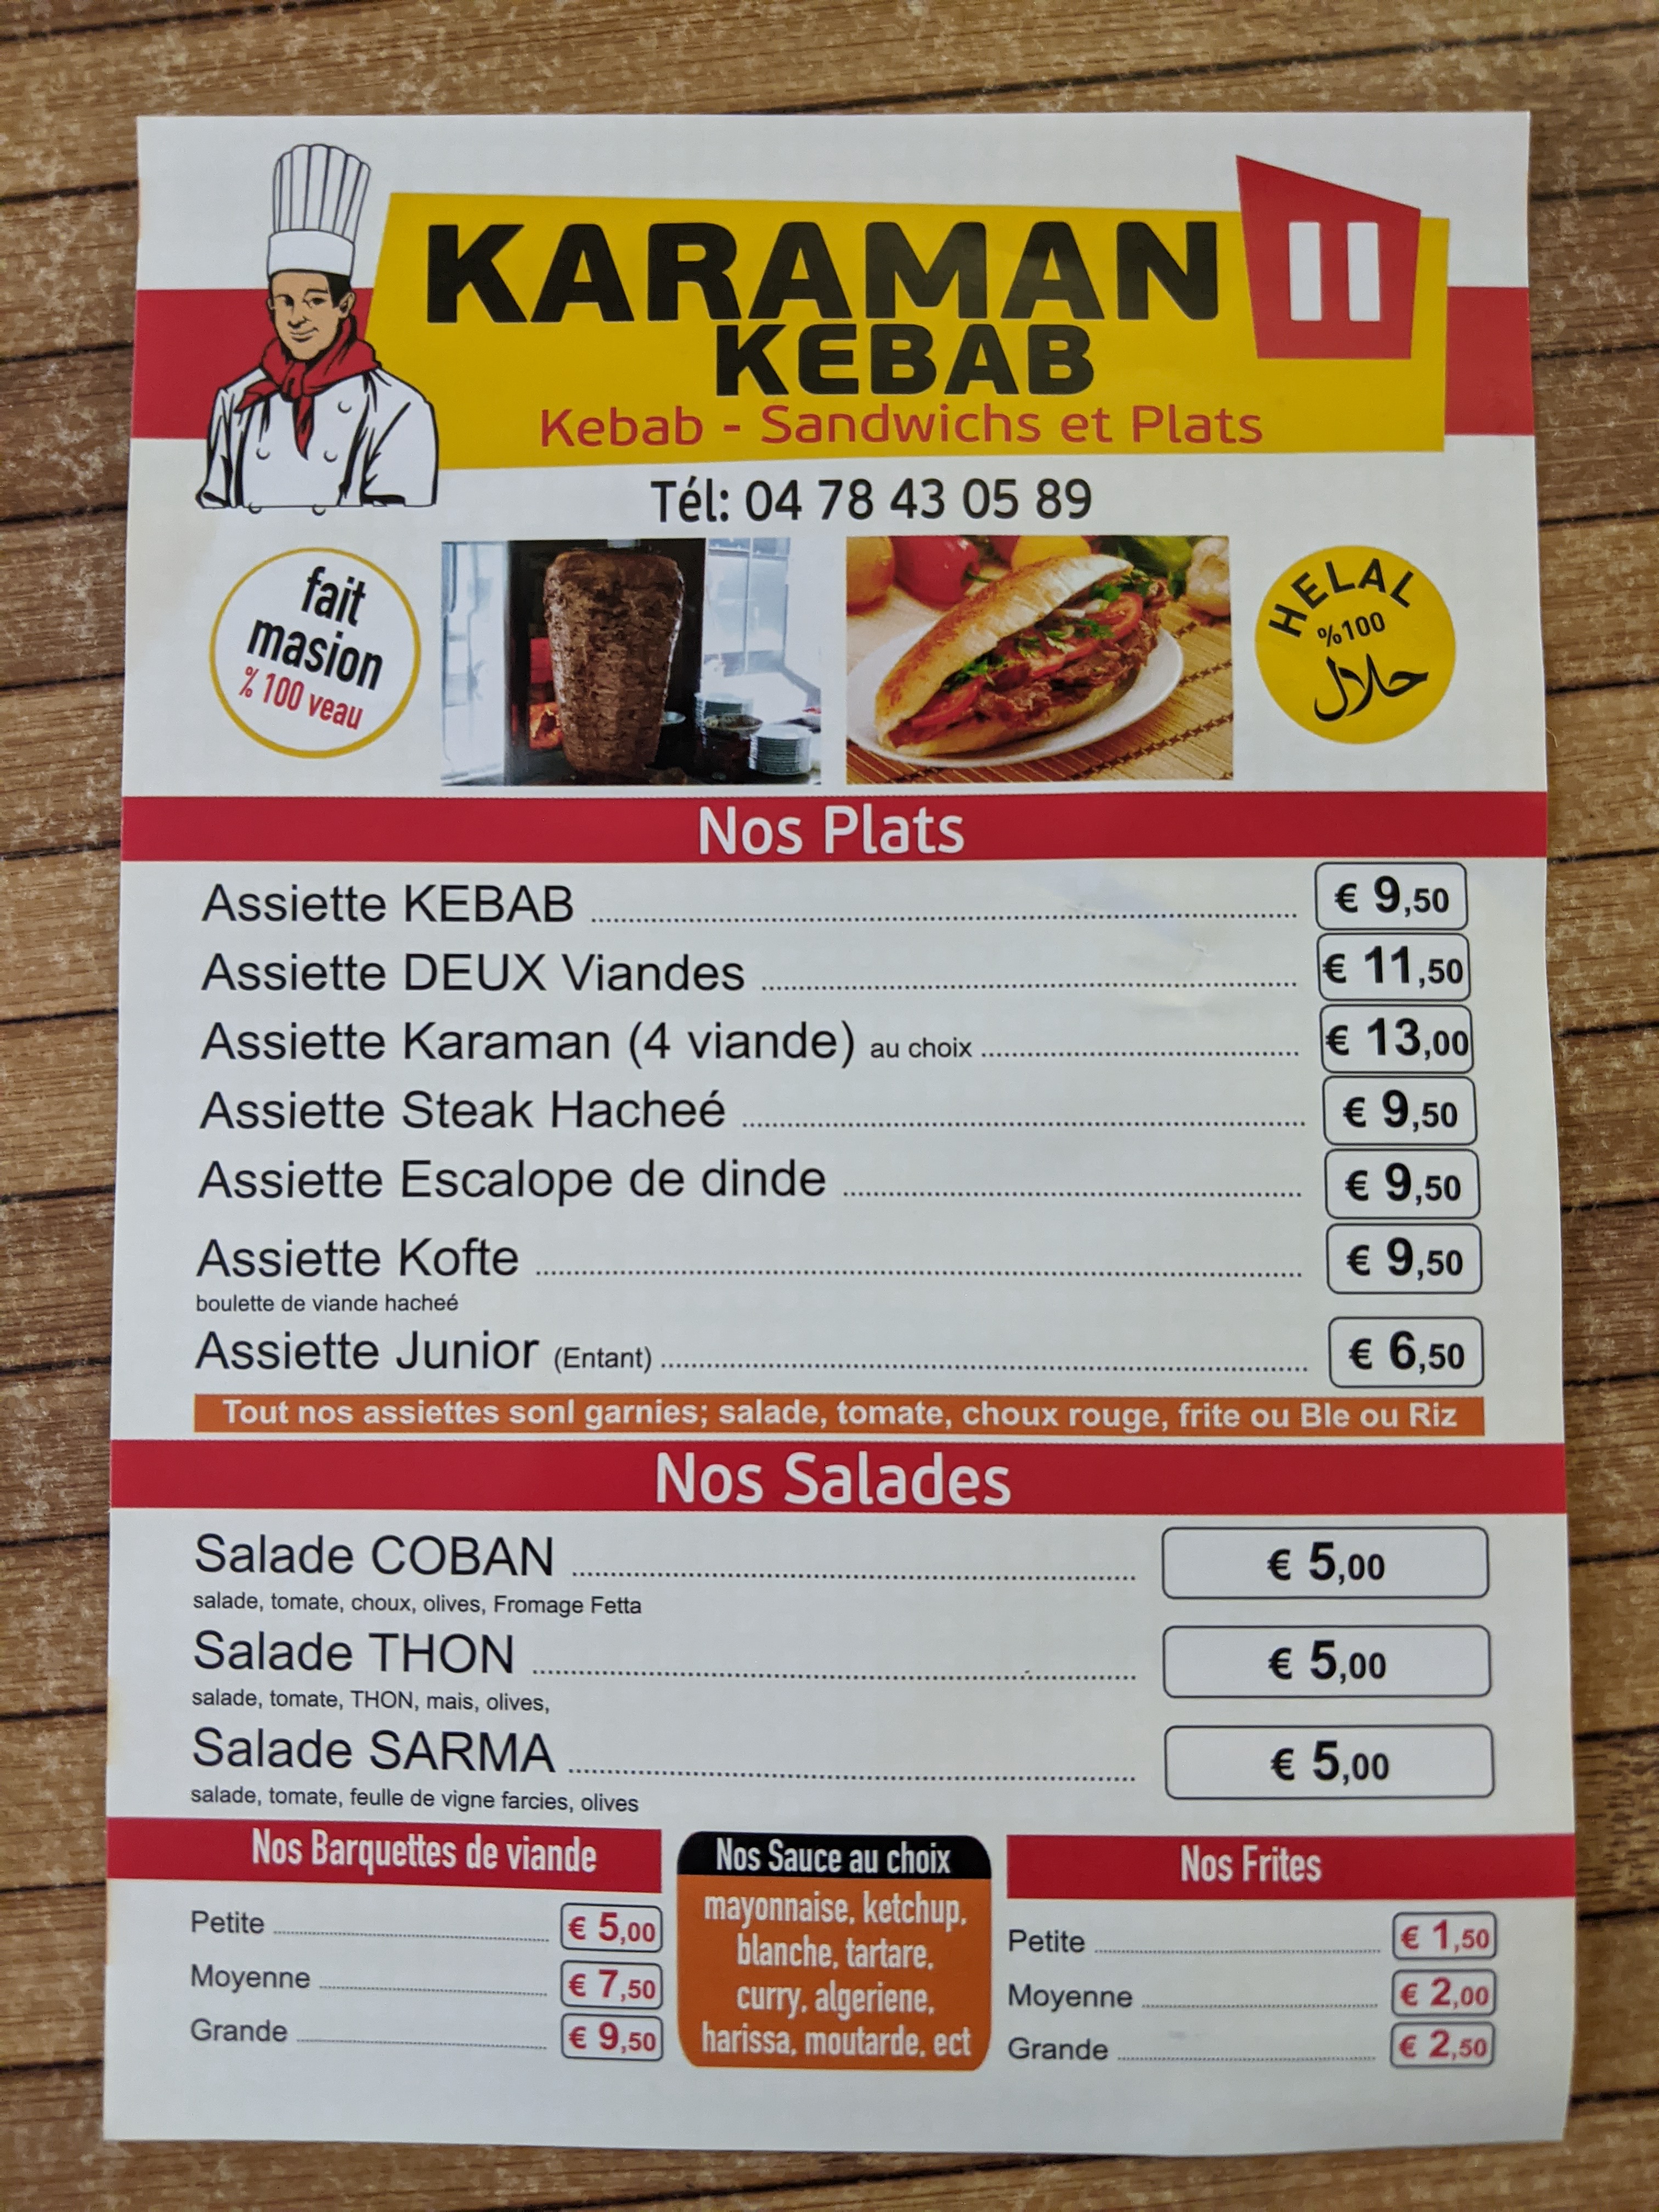 KARAMAN II
KEBAB
Kebab - Sandwichs et Plats
Tél: 04 78 43 05 89
fait
masion
% 100 veau
HELAL
%100
حلال
Nos Plats
Assiette KEBAB € 9,50
Assiette DEUX Viandes € 11,50
Assiette Karaman (4 viande) au choix € 13,00
Assiette Steak Hacheé € 9,50
Assiette Escalope de dinde € 9,50
Assiette Kofte € 9,50
boulette de viande hacheé
Assiette Junior (Entant) € 6,50
Tout nos assiettes sonl garnies; salade, tomate, choux rouge, frite ou Ble ou Riz
Nos Salades
Salade COBAN € 5,00
salade, tomate, choux, olives, Fromage Fetta
Salade THON € 5,00
salade, tomate, THON, mais, olives,
Salade SARMA € 5,00
salade, tomate, feulle de vigne farcies, olives
Nos Barquettes de viande
Petite € 5,00
Moyenne € 7,50
Grande € 9,50
Nos Sauce au choix
mayonnaise, ketchup,
blanche, tartare,
curry, algeriene,
harissa, moutarde, ect
Nos Frites
Petite € 1,50
Moyenne € 2,00
Grande € 2,50